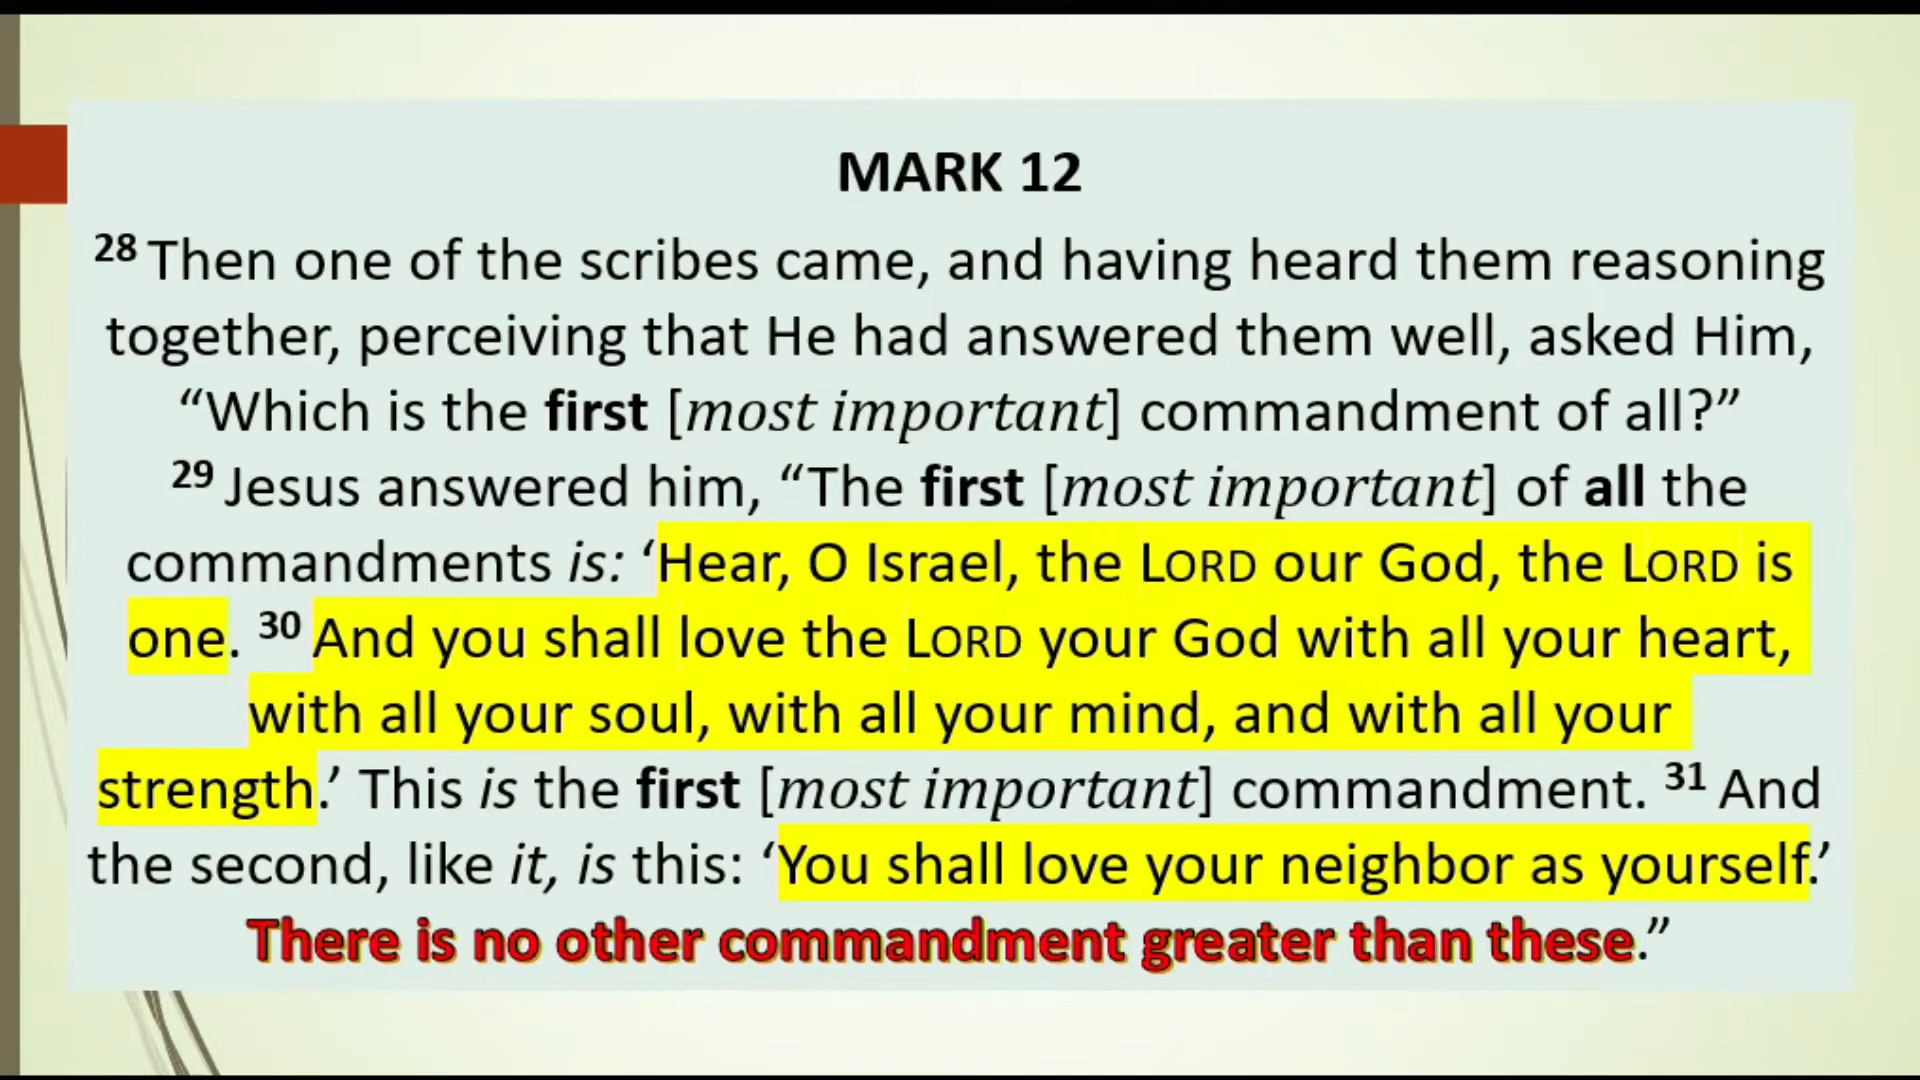 MARK 12
28 Then one of the scribes came, and having heard them reasoning
together, perceiving that He had answered them well, asked Him,
“Which is the first [most important] commandment of all?”
29 Jesus answered him, “The first [most important] of all the
commandments is: ‘Hear, O Israel, the LORD our God, the LORD is
one. 30 And you shall love the LORD your God with all your heart,
with all your soul, with all your mind, and with all your
strength.’ This is the first [most important] commandment. 31 And
the second, like it, is this: ‘You shall love your neighbor as yourself.’
There is no other commandment greater than these.”